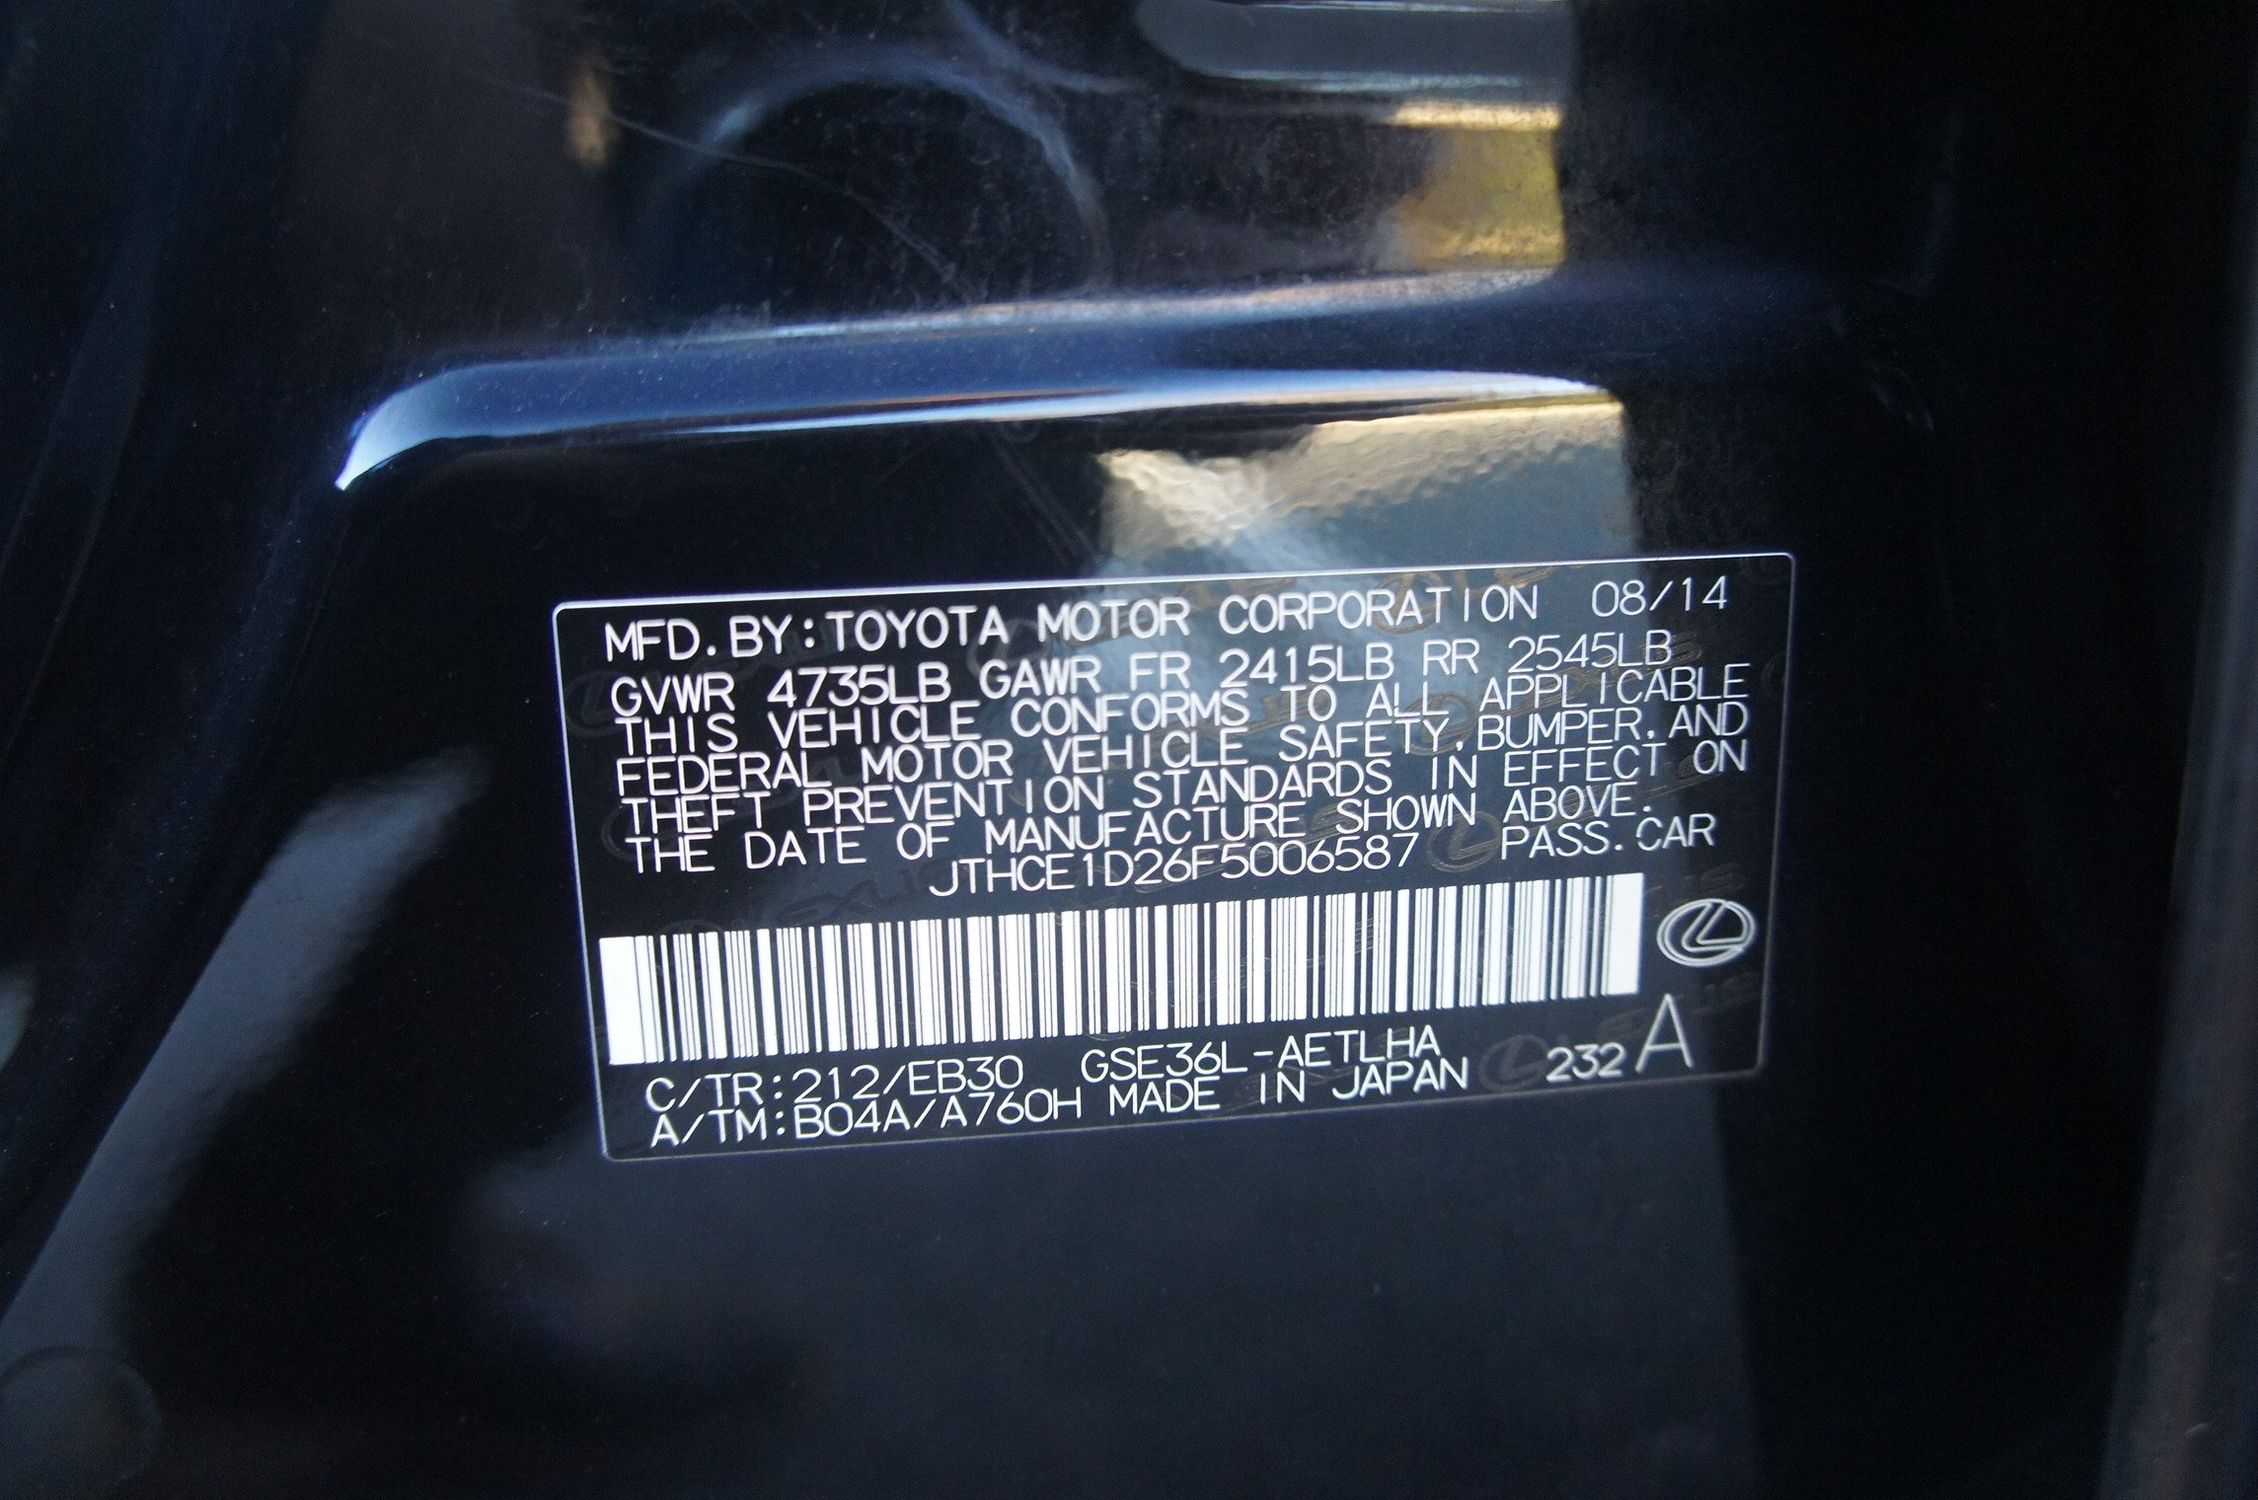 MFD. BY: TOYOTA MOTOR CORPORATION 08/14
GVWR 4735LB GAWR FR 2415LB RR 2545LB
THIS VEHICLE CONFORMS TO ALL APPLICABLE
FEDERAL MOTOR VEHICLE SAFETY, BUMPER, AND
THEFT PREVENTION STANDARDS IN EFFECT ON
THE DATE OF MANUFACTURE SHOWN ABOVE.
JTHCE1D26F5006587 PASS. CAR
C/TR: 212/EB30 GSE36L-AETLHA
A/TM: B04A/A760H MADE IN JAPAN 232 A